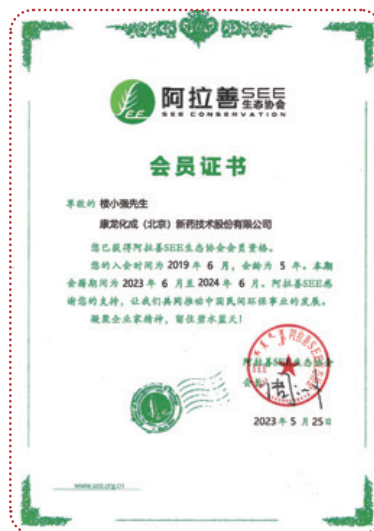 阿拉善SEE
生态协会
SEE CONSERVATION
会员证书
尊敬的 楼小强先生
康龙化成（北京）新药技术股份有限公司
您已获得阿拉善SEE生态协会会员资格。
您的入会时间为 2019 年 6 月，会龄为 5 年。本期
会籍期间为 2023 年 6 月至 2024 年 6 月。阿拉善SEE感
谢您的支持，让我们共同推动中国民间环保事业的发展。
凝聚企业家精神，留住碧水蓝天！
阿拉善SEE生态协会
会长
2023 年 5 月 25日
www.see.org.cn